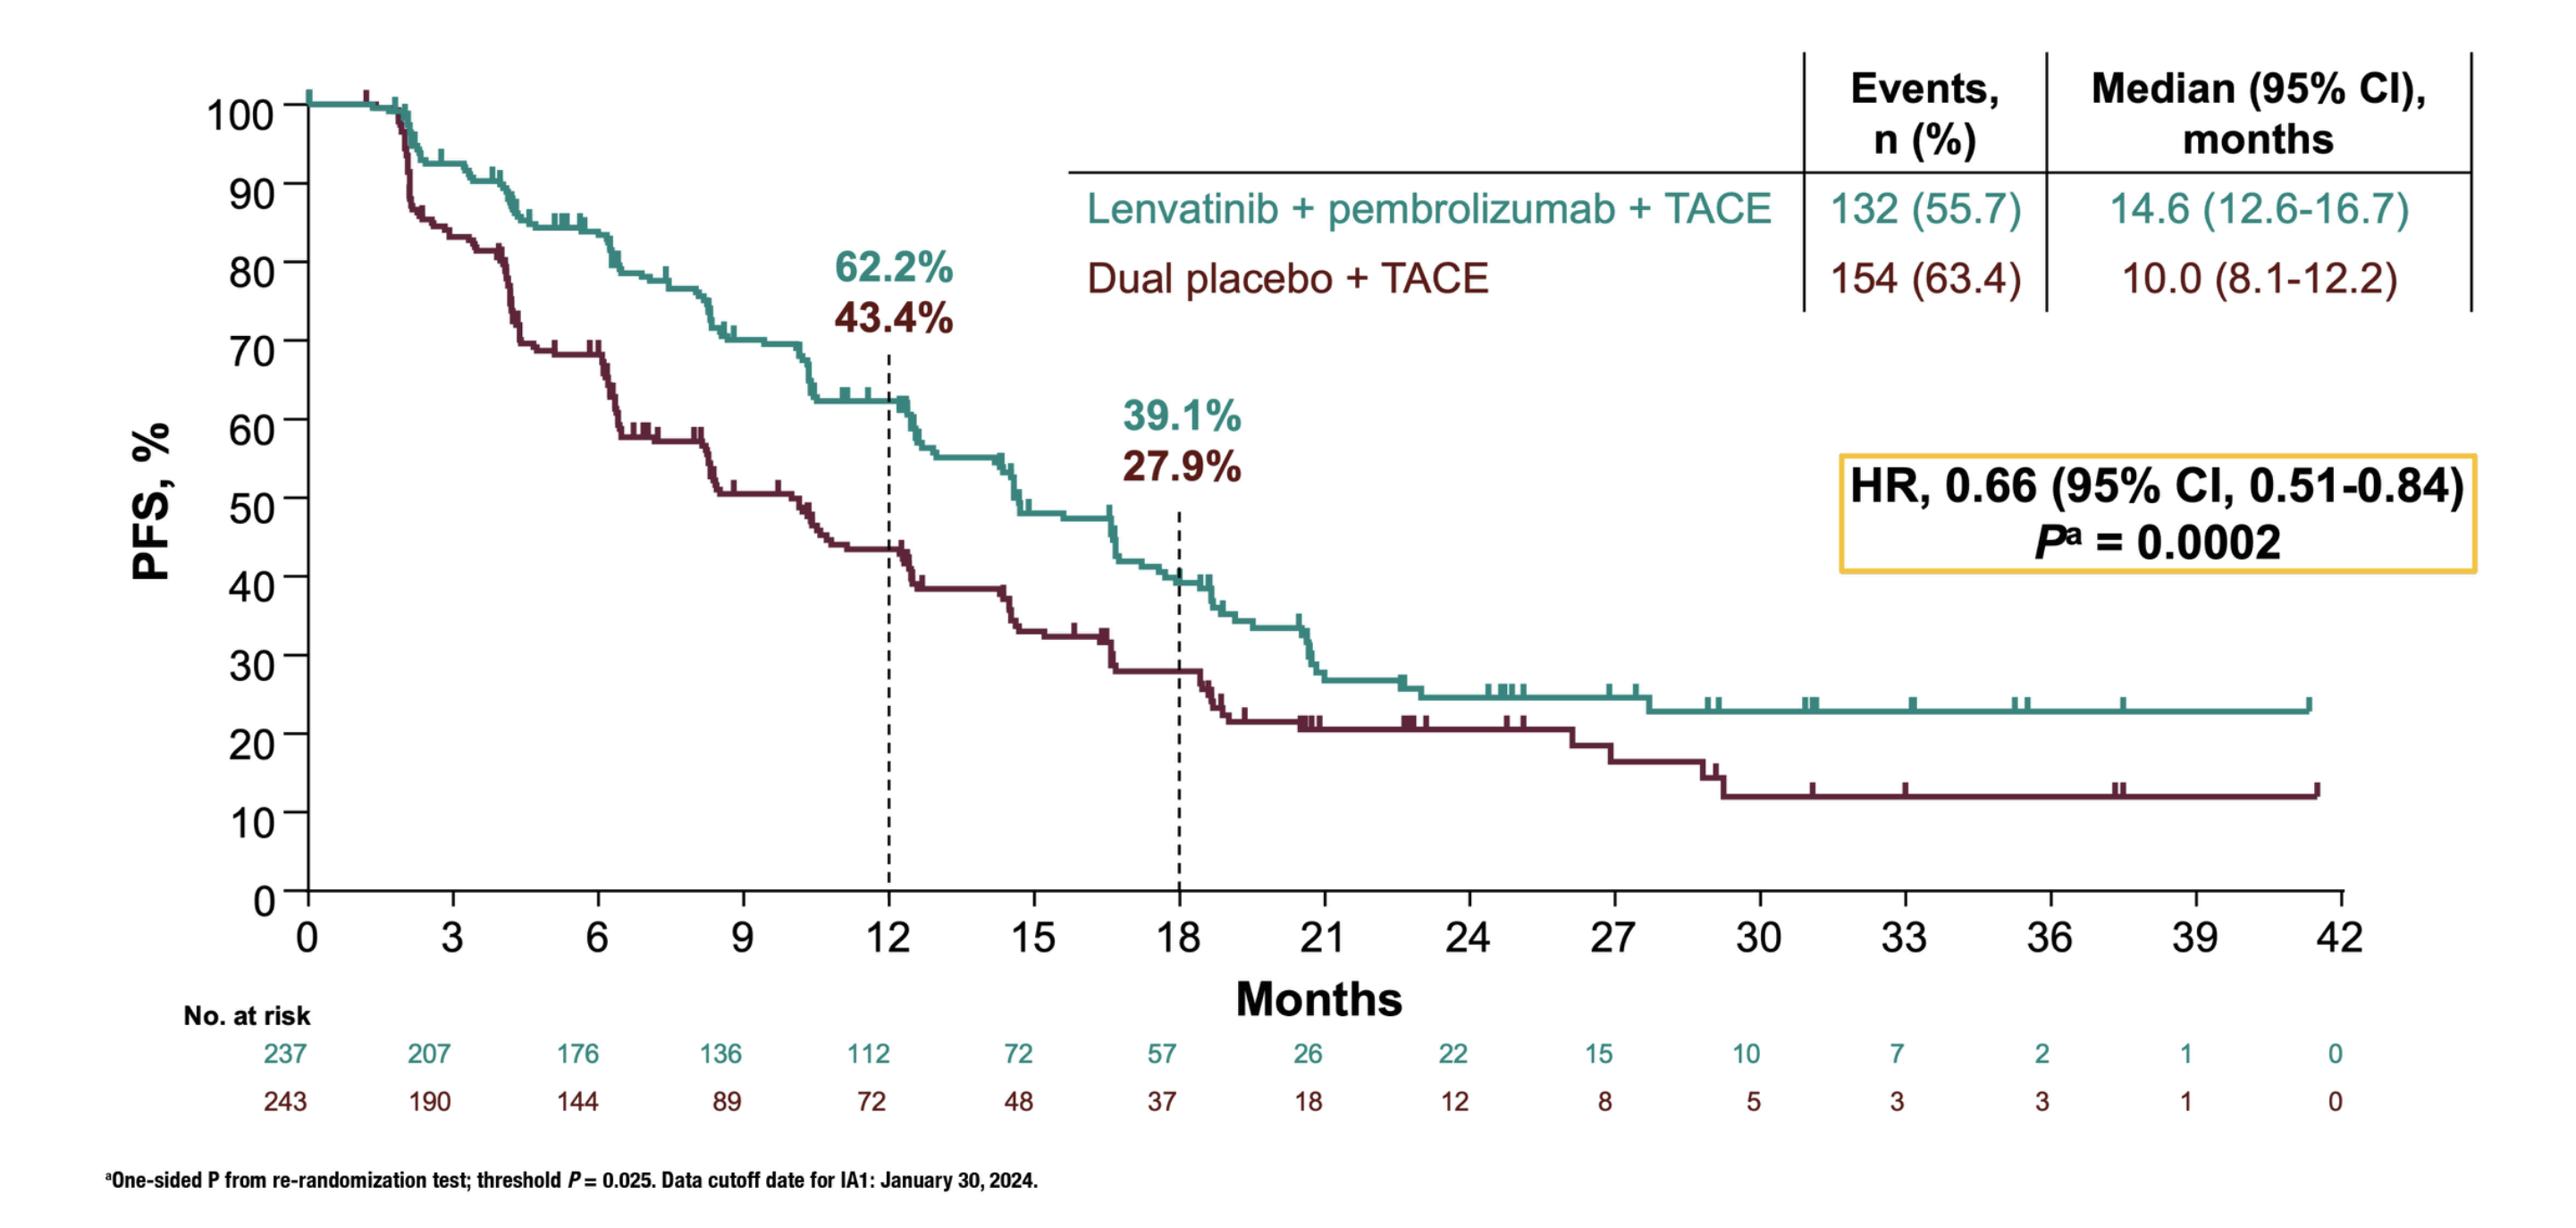 Events, n (%)
Median (95% CI), months
Lenvatinib + pembrolizumab + TACE 132 (55.7) 14.6 (12.6-16.7)
Dual placebo + TACE 154 (63.4) 10.0 (8.1-12.2)
62.2%
43.4%
39.1%
27.9%
HR, 0.66 (95% CI, 0.51-0.84)
Pᵃ = 0.0002
PFS, %
100
90
80
70
60
50
40
30
20
10
0
0 3 6 9 12 15 18 21 24 27 30 33 36 39 42
Months
No. at risk
237 207 176 136 112 72 57 26 22 15 10 7 2 1 0
243 190 144 89 72 48 37 18 12 8 5 3 3 1 0
ᵃOne-sided P from re-randomization test; threshold P = 0.025. Data cutoff date for IA1: January 30, 2024.